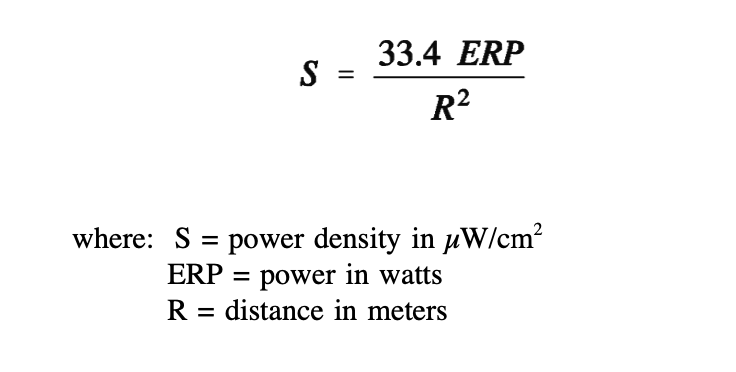 S = 33.4 ERP / R²
where: S = power density in μW/cm²
ERP = power in watts
R = distance in meters